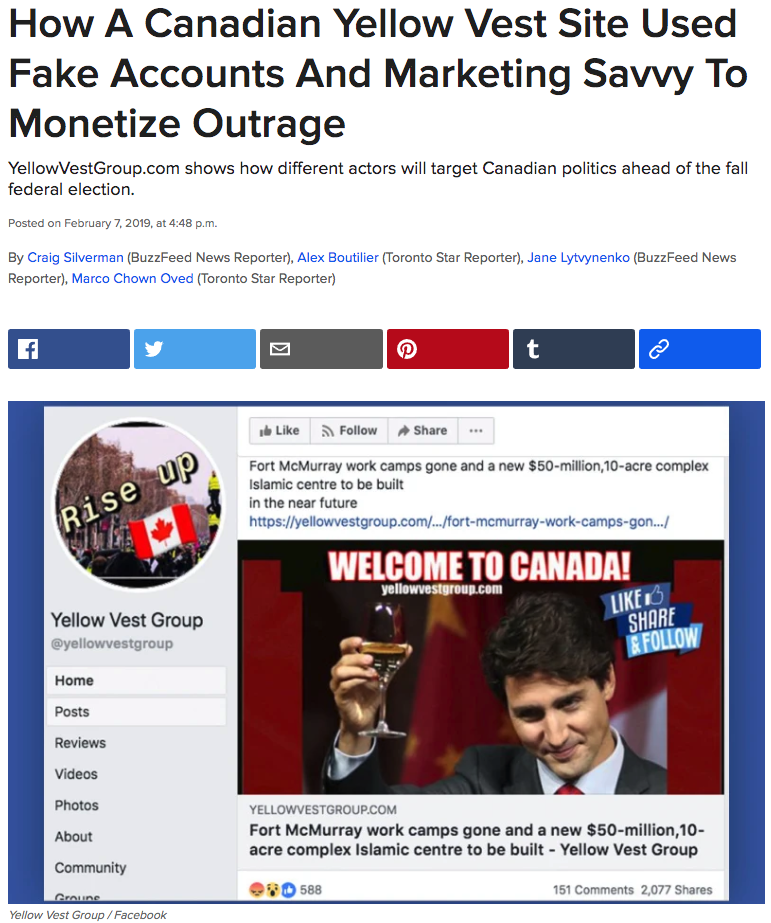 How A Canadian Yellow Vest Site Used
Fake Accounts And Marketing Savvy To
Monetize Outrage
YellowVestGroup.com shows how different actors will target Canadian politics ahead of the fall
federal election.
Posted on February 7, 2019, at 4:48 p.m.
By Craig Silverman (BuzzFeed News Reporter), Alex Boutilier (Toronto Star Reporter), Jane Lytvynenko (BuzzFeed News
Reporter), Marco Chown Oved (Toronto Star Reporter)
Rise up
Yellow Vest Group
@yellowvestgroup
Home
Posts
Reviews
Videos
Photos
About
Community
Groups
Like Follow Share ...
Fort McMurray work camps gone and a new $50-million,10-acre complex
Islamic centre to be built
in the near future
https://yellowvestgroup.com/.../fort-mcmurray-work-camps-gon.../
WELCOME TO CANADA!
yellowvestgroup.com
LIKE
SHARE
& FOLLOW
YELLOWVESTGROUP.COM
Fort McMurray work camps gone and a new $50-million,10-
acre complex Islamic centre to be built - Yellow Vest Group
588
151 Comments 2,077 Shares
Yellow Vest Group / Facebook